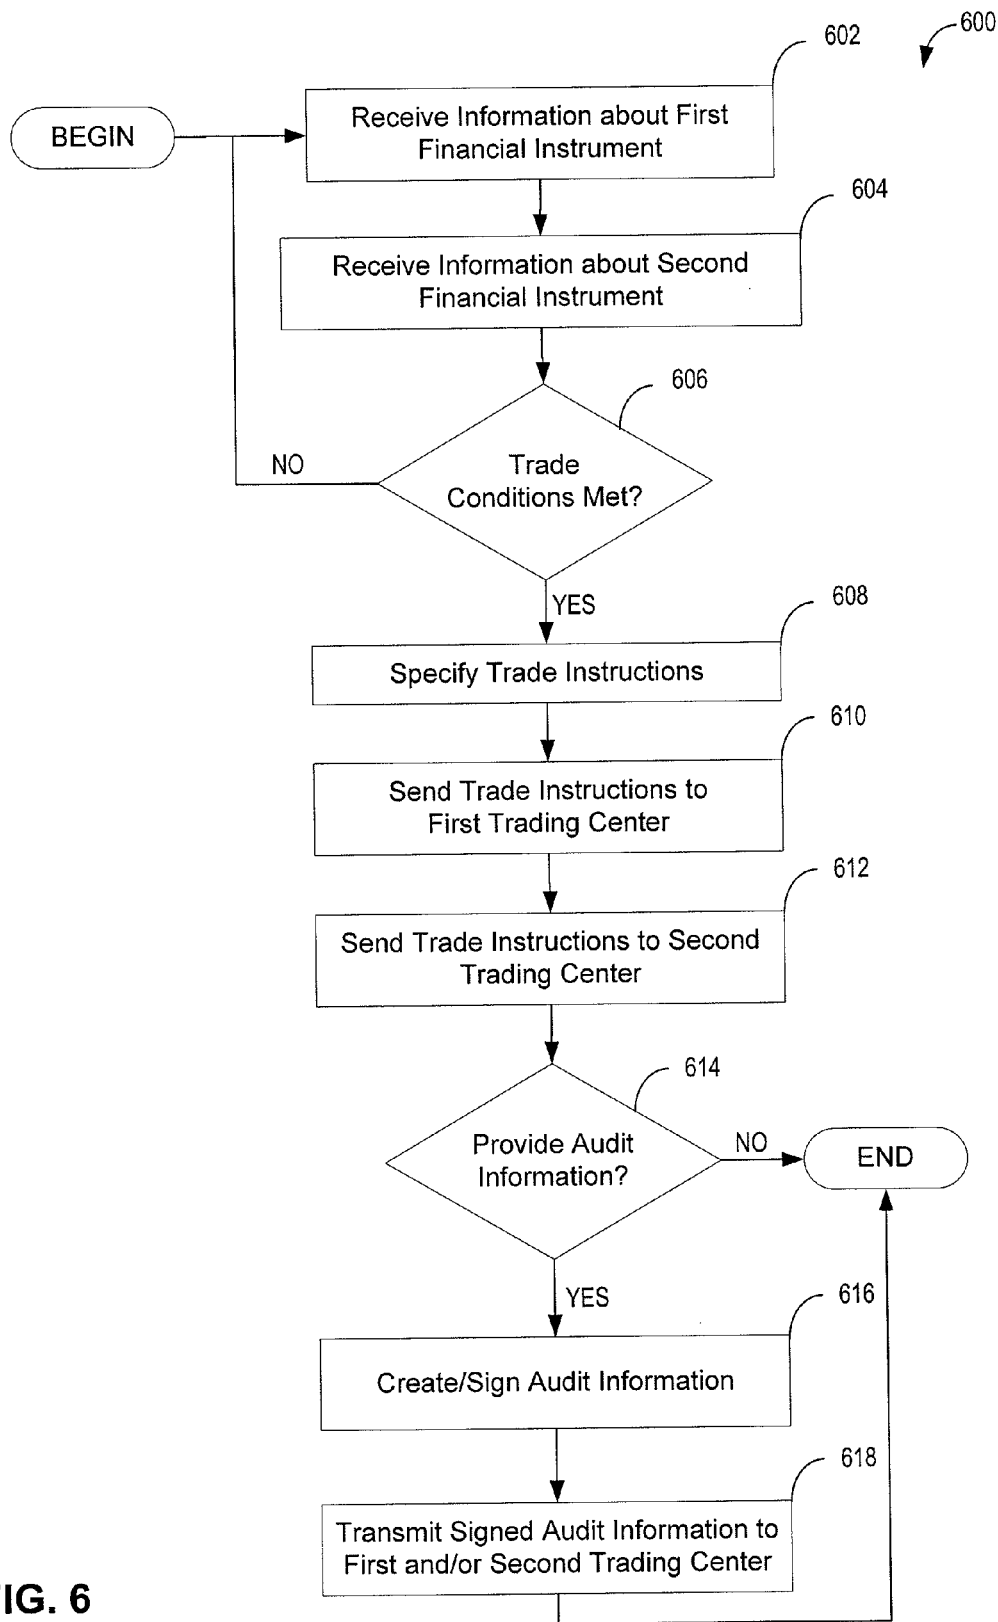 600
602
BEGIN
Receive Information about First
Financial Instrument
604
Receive Information about Second
Financial Instrument
606
Trade
Conditions Met?
NO
YES
608
Specify Trade Instructions
610
Send Trade Instructions to
First Trading Center
612
Send Trade Instructions to Second
Trading Center
614
Provide Audit
Information?
NO
END
YES
616
Create/Sign Audit Information
618
Transmit Signed Audit Information to
First and/or Second Trading Center
IG. 6